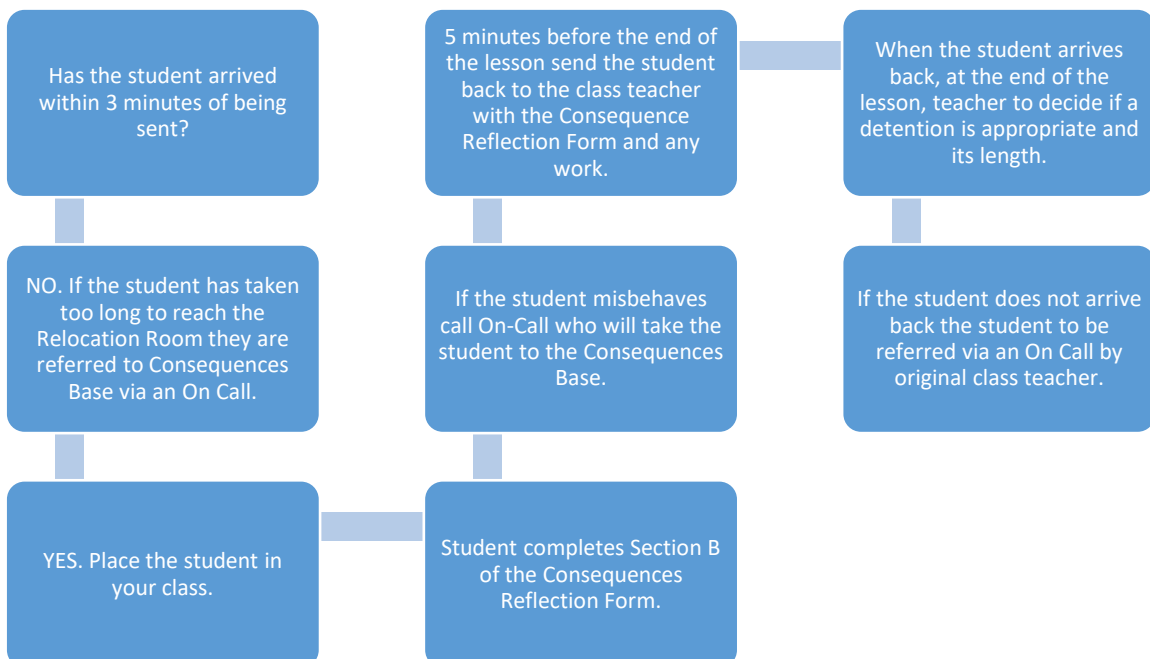 Has the student arrived
within 3 minutes of being
sent?
NO. If the student has taken
too long to reach the
Relocation Room they are
referred to Consequences
Base via an On Call.
YES. Place the student in
your class.
Student completes Section B
of the Consequences
Reflection Form.
If the student misbehaves
call On-Call who will take the
student to the Consequences
Base.
5 minutes before the end of
the lesson send the student
back to the class teacher
with the Consequence
Reflection Form and any
work.
When the student arrives
back, at the end of the
lesson, teacher to decide if a
detention is appropriate and
its length.
If the student does not arrive
back the student to be
referred via an On Call by
original class teacher.